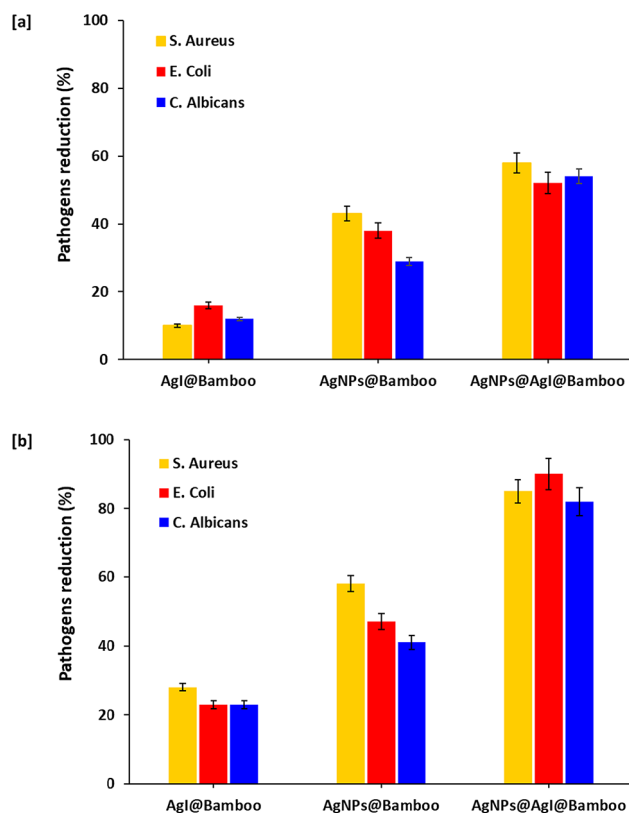 [a]
100
80
60
40
20
0
Pathogens reduction (%)
S. Aureus
E. Coli
C. Albicans
AgI@Bamboo AgNPs@Bamboo AgNPs@AgI@Bamboo
[b]
100
80
60
40
20
0
Pathogens reduction (%)
S. Aureus
E. Coli
C. Albicans
AgI@Bamboo AgNPs@Bamboo AgNPs@AgI@Bamboo